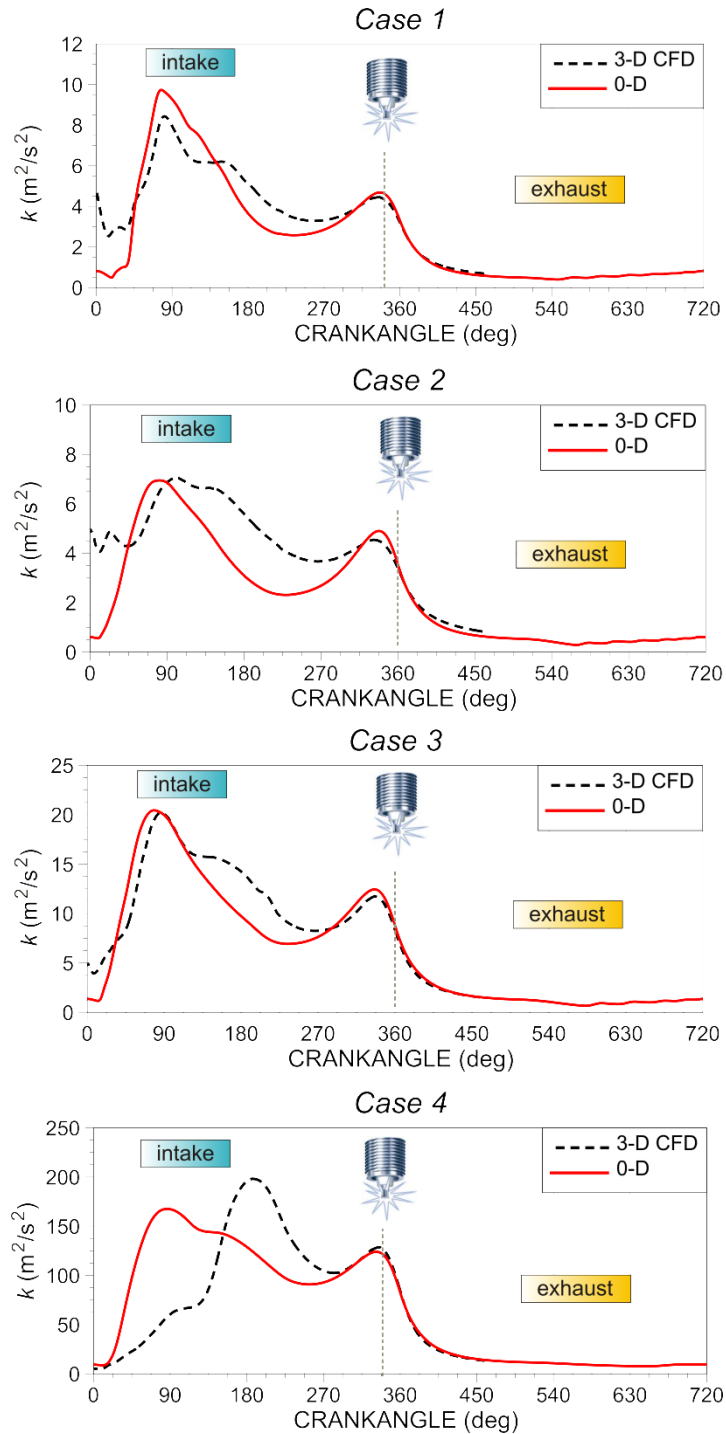 Case 1
12
10
8
6
4
2
0
k (m²/s²)
intake
3-D CFD
0-D
exhaust
0 90 180 270 360 450 540 630 720
CRANKANGLE (deg)
Case 2
10
8
6
4
2
0
k (m²/s²)
intake
3-D CFD
0-D
exhaust
0 90 180 270 360 450 540 630 720
CRANKANGLE (deg)
Case 3
25
20
15
10
5
0
k (m²/s²)
intake
3-D CFD
0-D
exhaust
0 90 180 270 360 450 540 630 720
CRANKANGLE (deg)
Case 4
250
200
150
100
50
0
k (m²/s²)
intake
3-D CFD
0-D
exhaust
0 90 180 270 360 450 540 630 720
CRANKANGLE (deg)